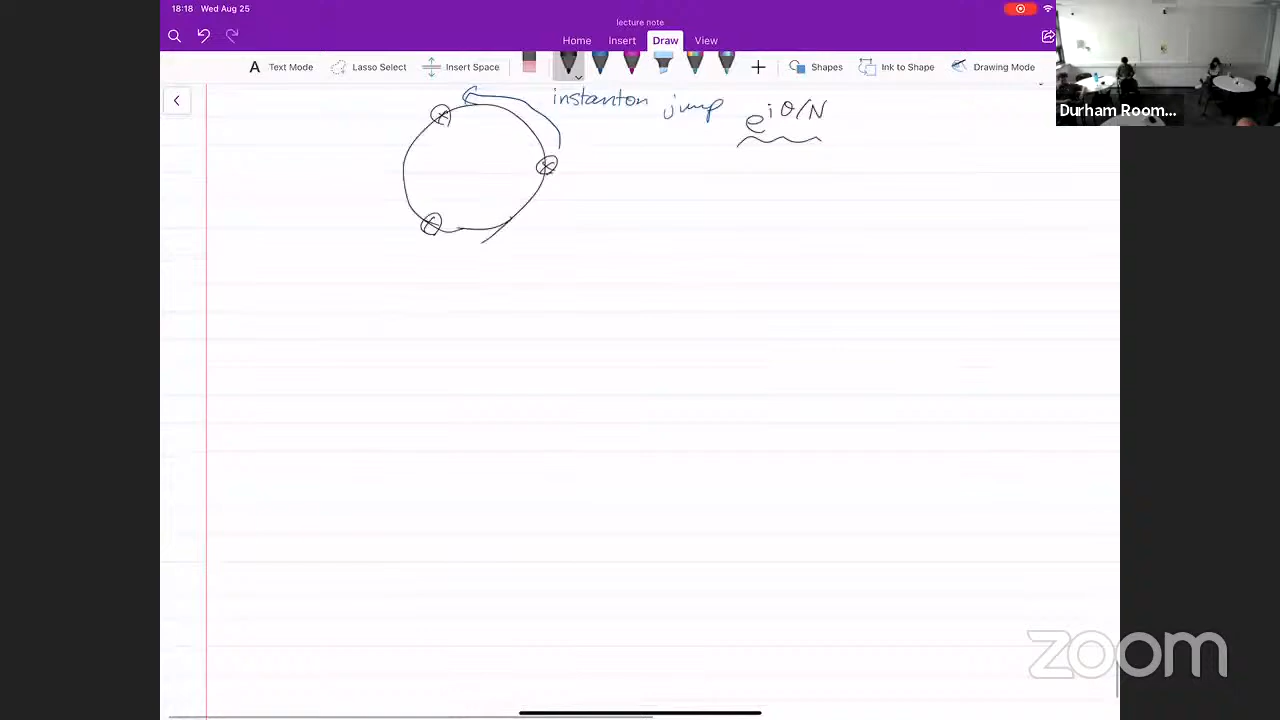 18:18 Wed Aug 25
lecture note
Home Insert Draw View
A Text Mode Lasso Select Insert Space + Shapes Ink to Shape Drawing Mode
Durham Room...
instanton jump e^{iθ/N}
zoom